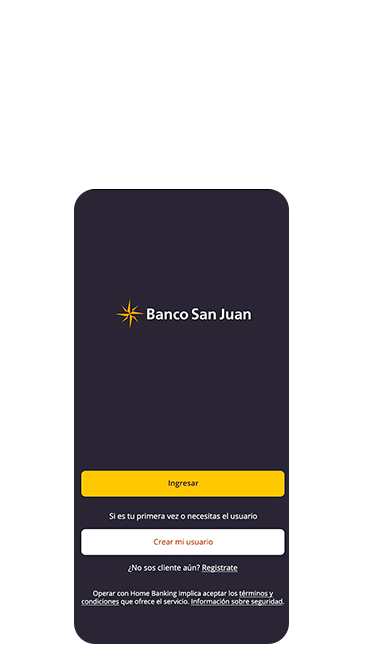 Banco San Juan
Ingresar
Si es tu primera vez o necesitas el usuario
Crear mi usuario
¿No sos cliente aún? Registrate
Operar con Home Banking implica aceptar los términos y
condiciones que ofrece el servicio. Información sobre seguridad.